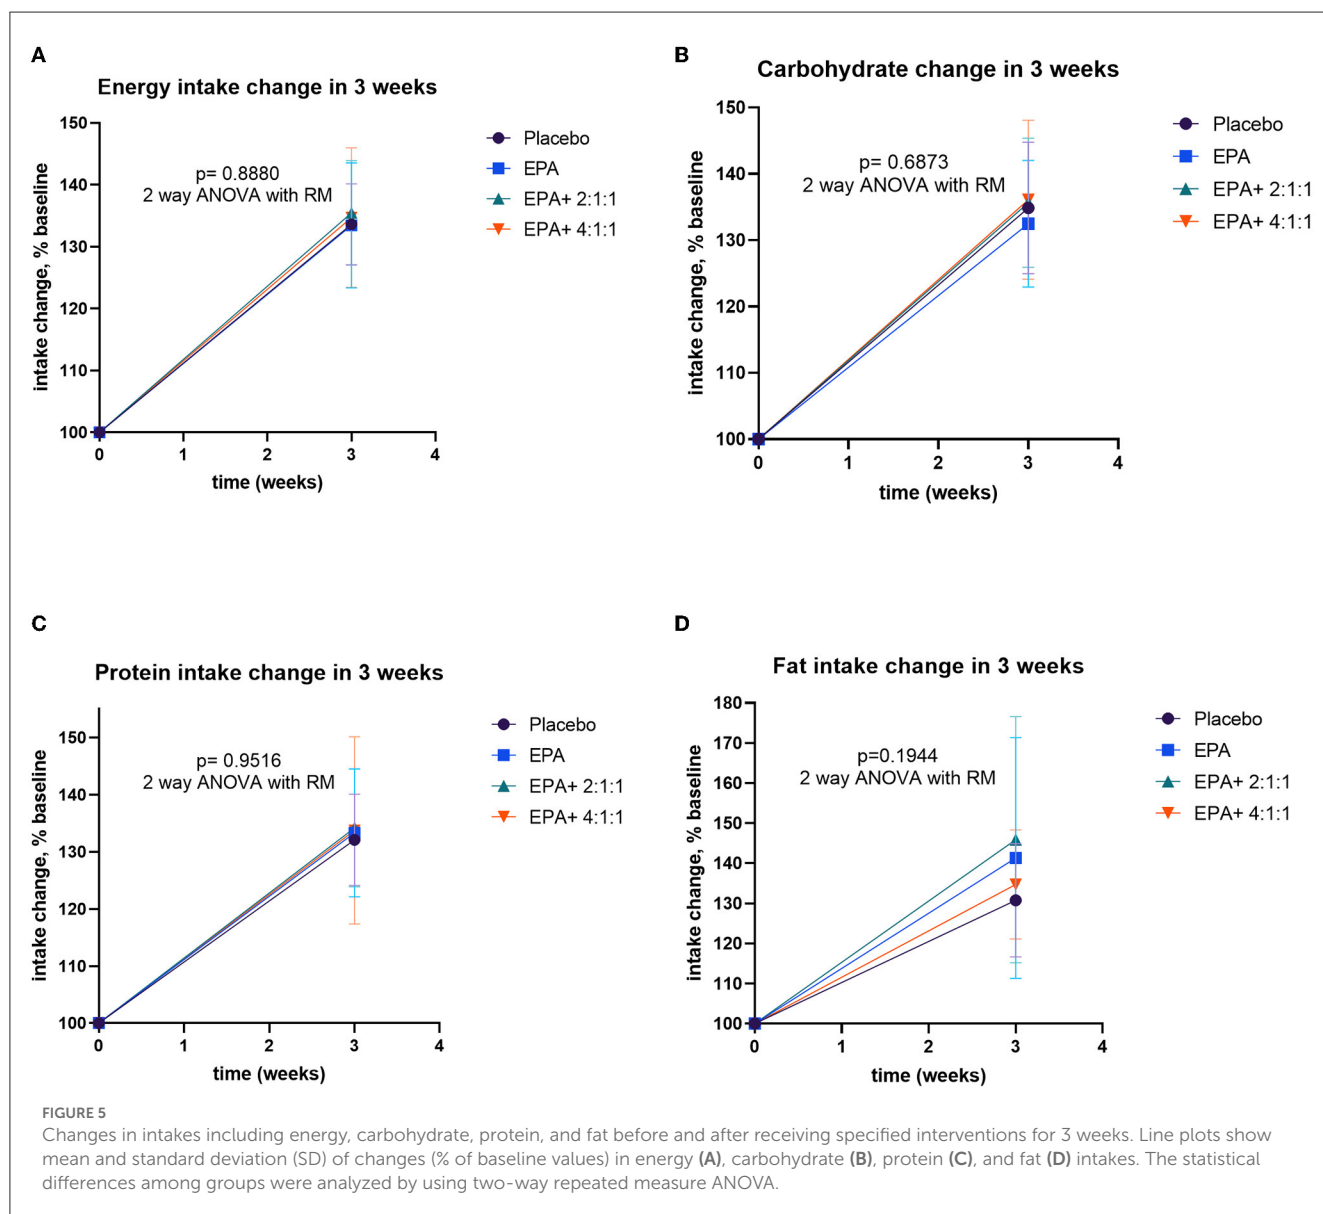 A
Energy intake change in 3 weeks
150
140
130
120
110
100
0
1
2
3
4
intake change, % baseline
time (weeks)
p= 0.8880
2 way ANOVA with RM
Placebo
EPA
EPA+ 2:1:1
EPA+ 4:1:1
B
Carbohydrate change in 3 weeks
150
140
130
120
110
100
0
1
2
3
4
intake change, % baseline
time (weeks)
p= 0.6873
2 way ANOVA with RM
Placebo
EPA
EPA+ 2:1:1
EPA+ 4:1:1
C
Protein intake change in 3 weeks
150
140
130
120
110
100
0
1
2
3
4
intake change, % baseline
time (weeks)
p= 0.9516
2 way ANOVA with RM
Placebo
EPA
EPA+ 2:1:1
EPA+ 4:1:1
D
Fat intake change in 3 weeks
180
170
160
150
140
130
120
110
100
0
1
2
3
4
intake change, % baseline
time (weeks)
p=0.1944
2 way ANOVA with RM
Placebo
EPA
EPA+ 2:1:1
EPA+ 4:1:1
FIGURE 5
Changes in intakes including energy, carbohydrate, protein, and fat before and after receiving specified interventions for 3 weeks. Line plots show
mean and standard deviation (SD) of changes (% of baseline values) in energy (A), carbohydrate (B), protein (C), and fat (D) intakes. The statistical
differences among groups were analyzed by using two-way repeated measure ANOVA.